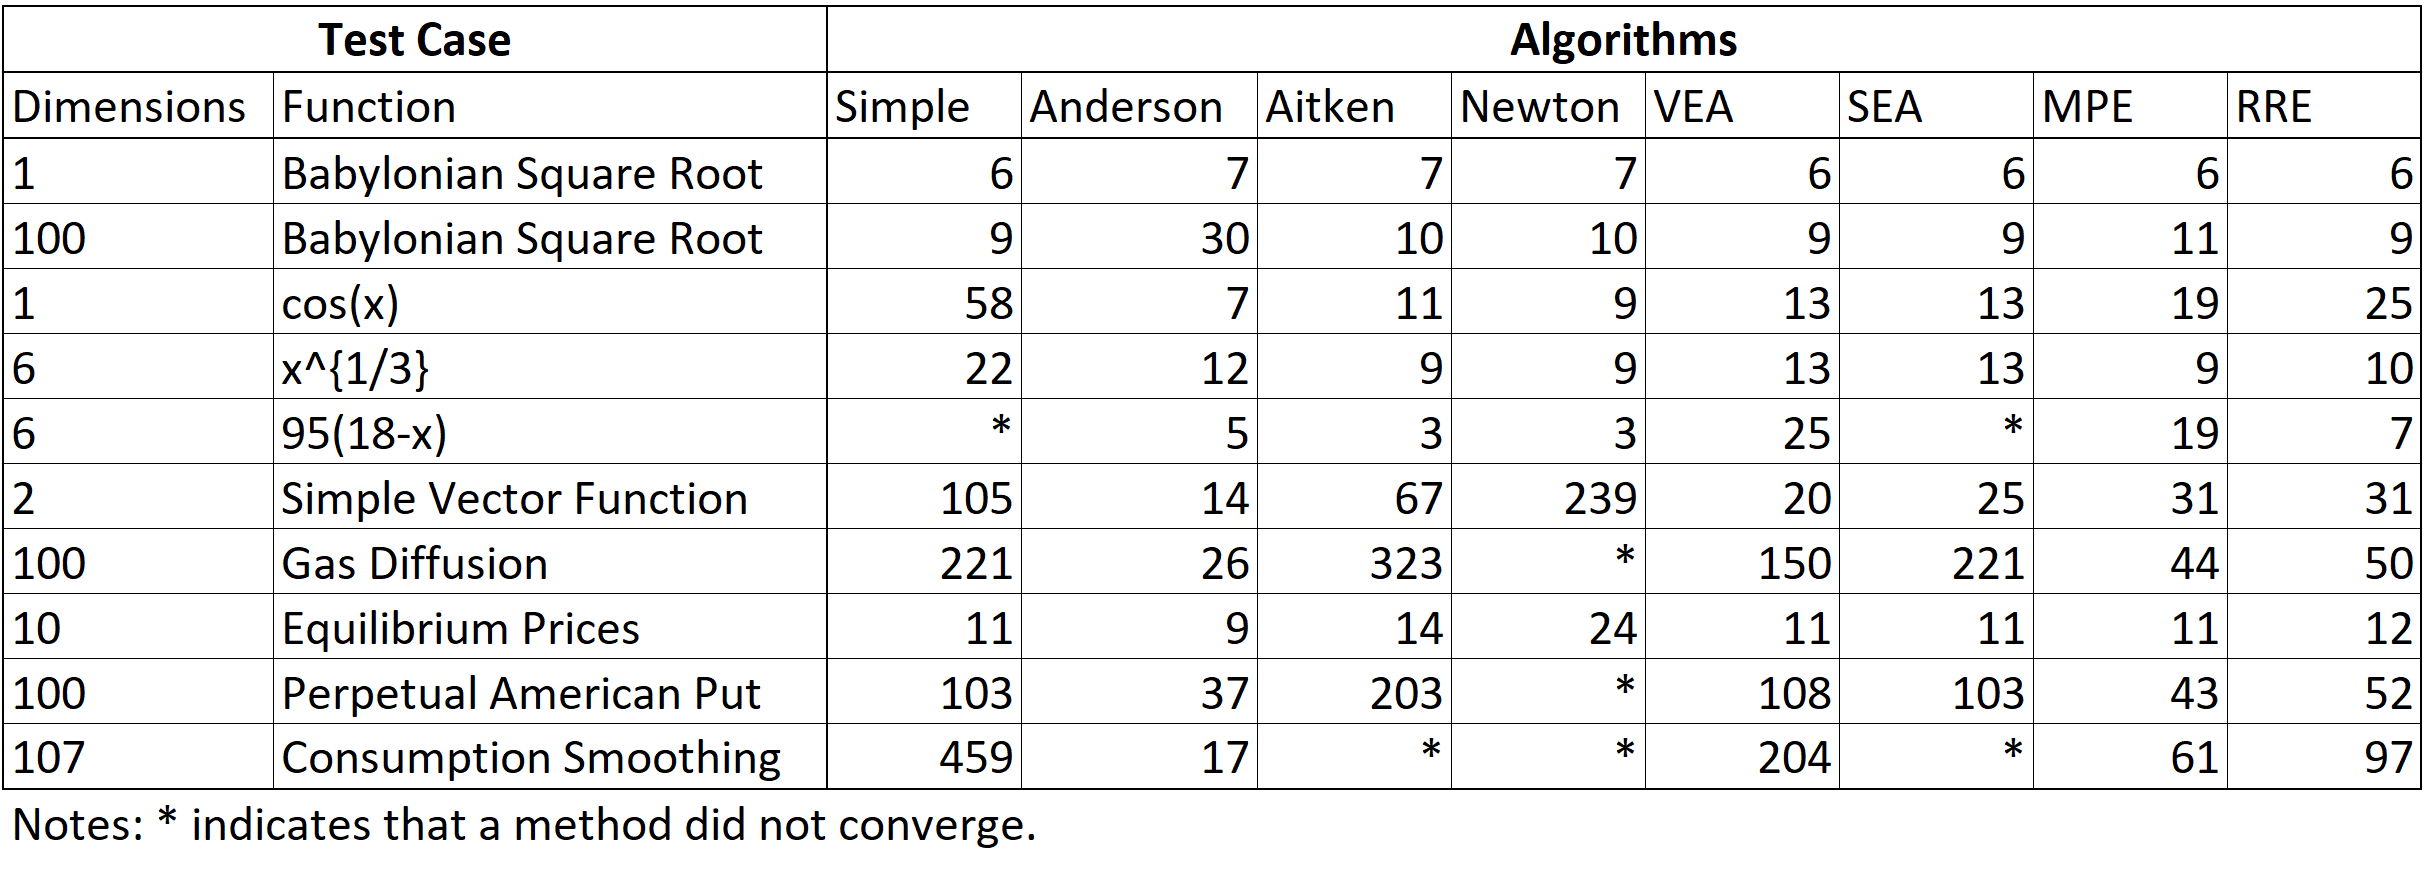 Test Case Algorithms
Dimensions Function Simple Anderson Aitken Newton VEA SEA MPE RRE
1 Babylonian Square Root 6 7 7 7 6 6 6 6
100 Babylonian Square Root 9 30 10 10 9 9 11 9
1 cos(x) 58 7 11 9 13 13 19 25
6 x^{1/3} 22 12 9 9 13 13 9 10
6 95(18-x) * 5 3 3 25 * 19 7
2 Simple Vector Function 105 14 67 239 20 25 31 31
100 Gas Diffusion 221 26 323 * 150 221 44 50
10 Equilibrium Prices 11 9 14 24 11 11 11 12
100 Perpetual American Put 103 37 203 * 108 103 43 52
107 Consumption Smoothing 459 17 * * 204 * 61 97
Notes: * indicates that a method did not converge.